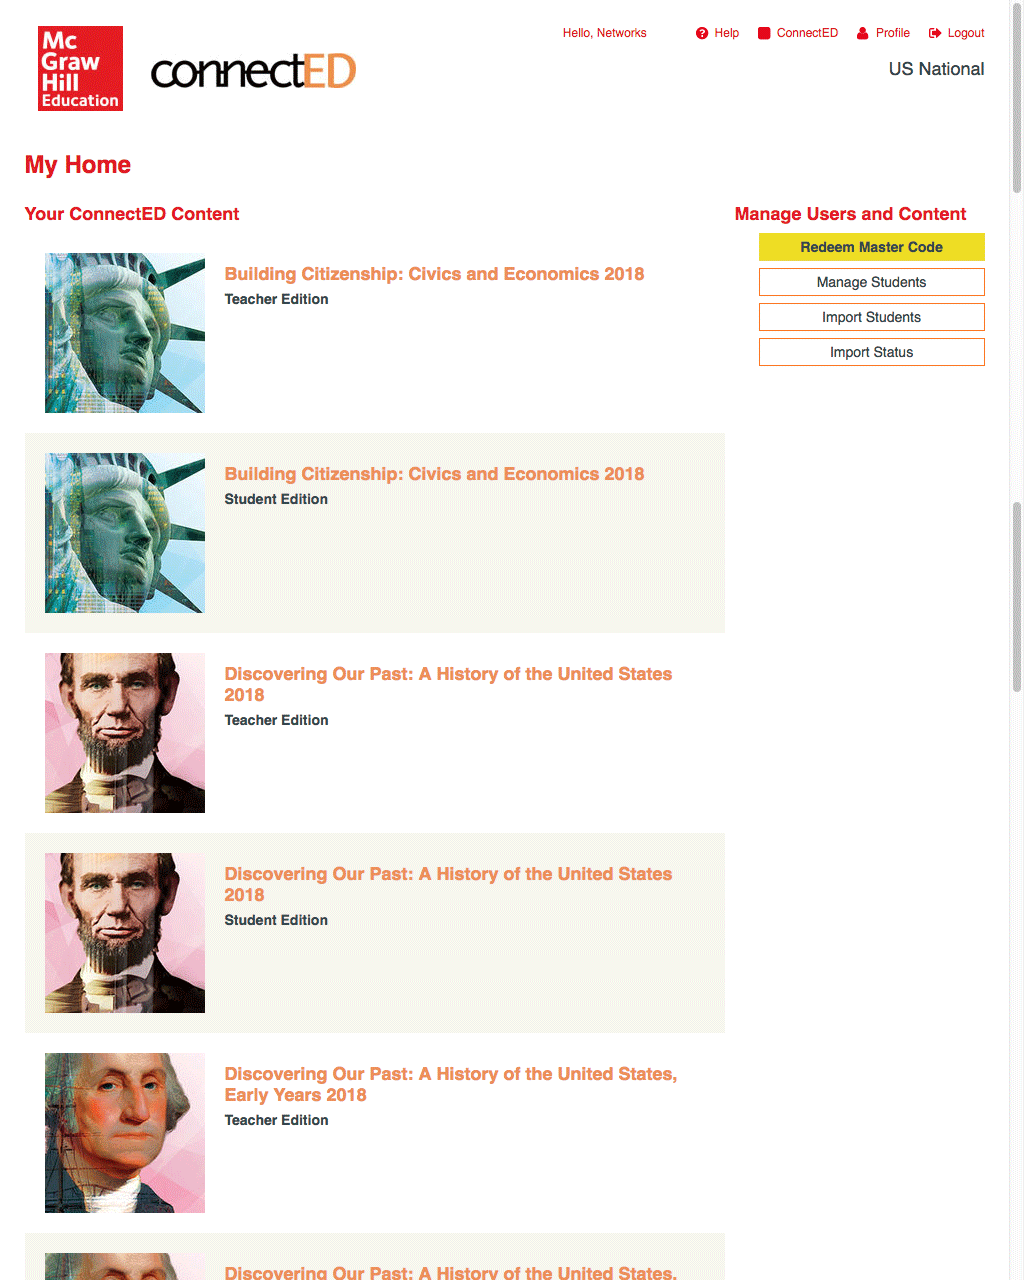 Mc
Graw
Hill
Education
connectED
Hello, Networks
Help
ConnectED
Profile
Logout
US National
My Home
Your ConnectED Content
Manage Users and Content
Redeem Master Code
Manage Students
Import Students
Import Status
Building Citizenship: Civics and Economics 2018
Teacher Edition
Building Citizenship: Civics and Economics 2018
Student Edition
Discovering Our Past: A History of the United States
2018
Teacher Edition
Discovering Our Past: A History of the United States
2018
Student Edition
Discovering Our Past: A History of the United States,
Early Years 2018
Teacher Edition
Discovering Our Past: A History of the United States,